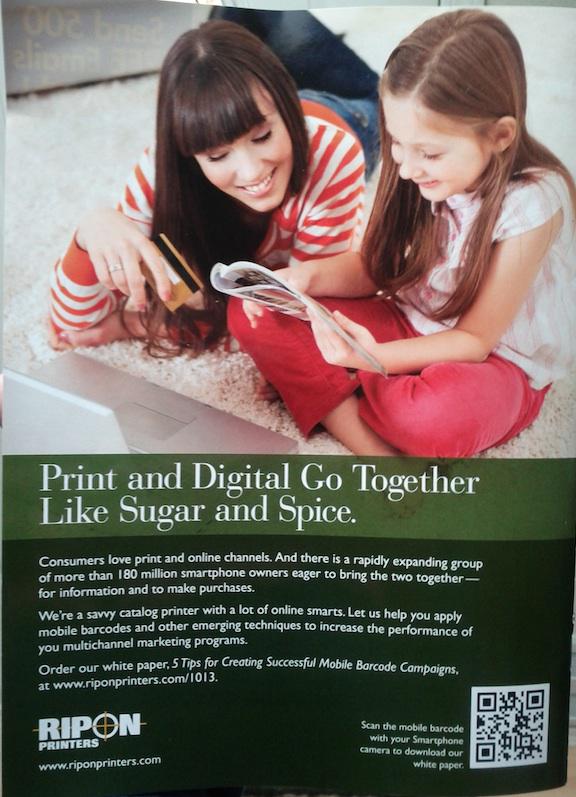 Send 500
Emails
Print and Digital Go Together
Like Sugar and Spice.
Consumers love print and online channels. And there is a rapidly expanding group
of more than 180 million smartphone owners eager to bring the two together—
for information and to make purchases.
We're a savvy catalog printer with a lot of online smarts. Let us help you apply
mobile barcodes and other emerging techniques to increase the performance of
you multichannel marketing programs.
Order our white paper, 5 Tips for Creating Successful Mobile Barcode Campaigns,
at www.riponprinters.com/1013.
RIPON
PRINTERS
www.riponprinters.com
Scan the mobile barcode
with your Smartphone
camera to download our
white paper.